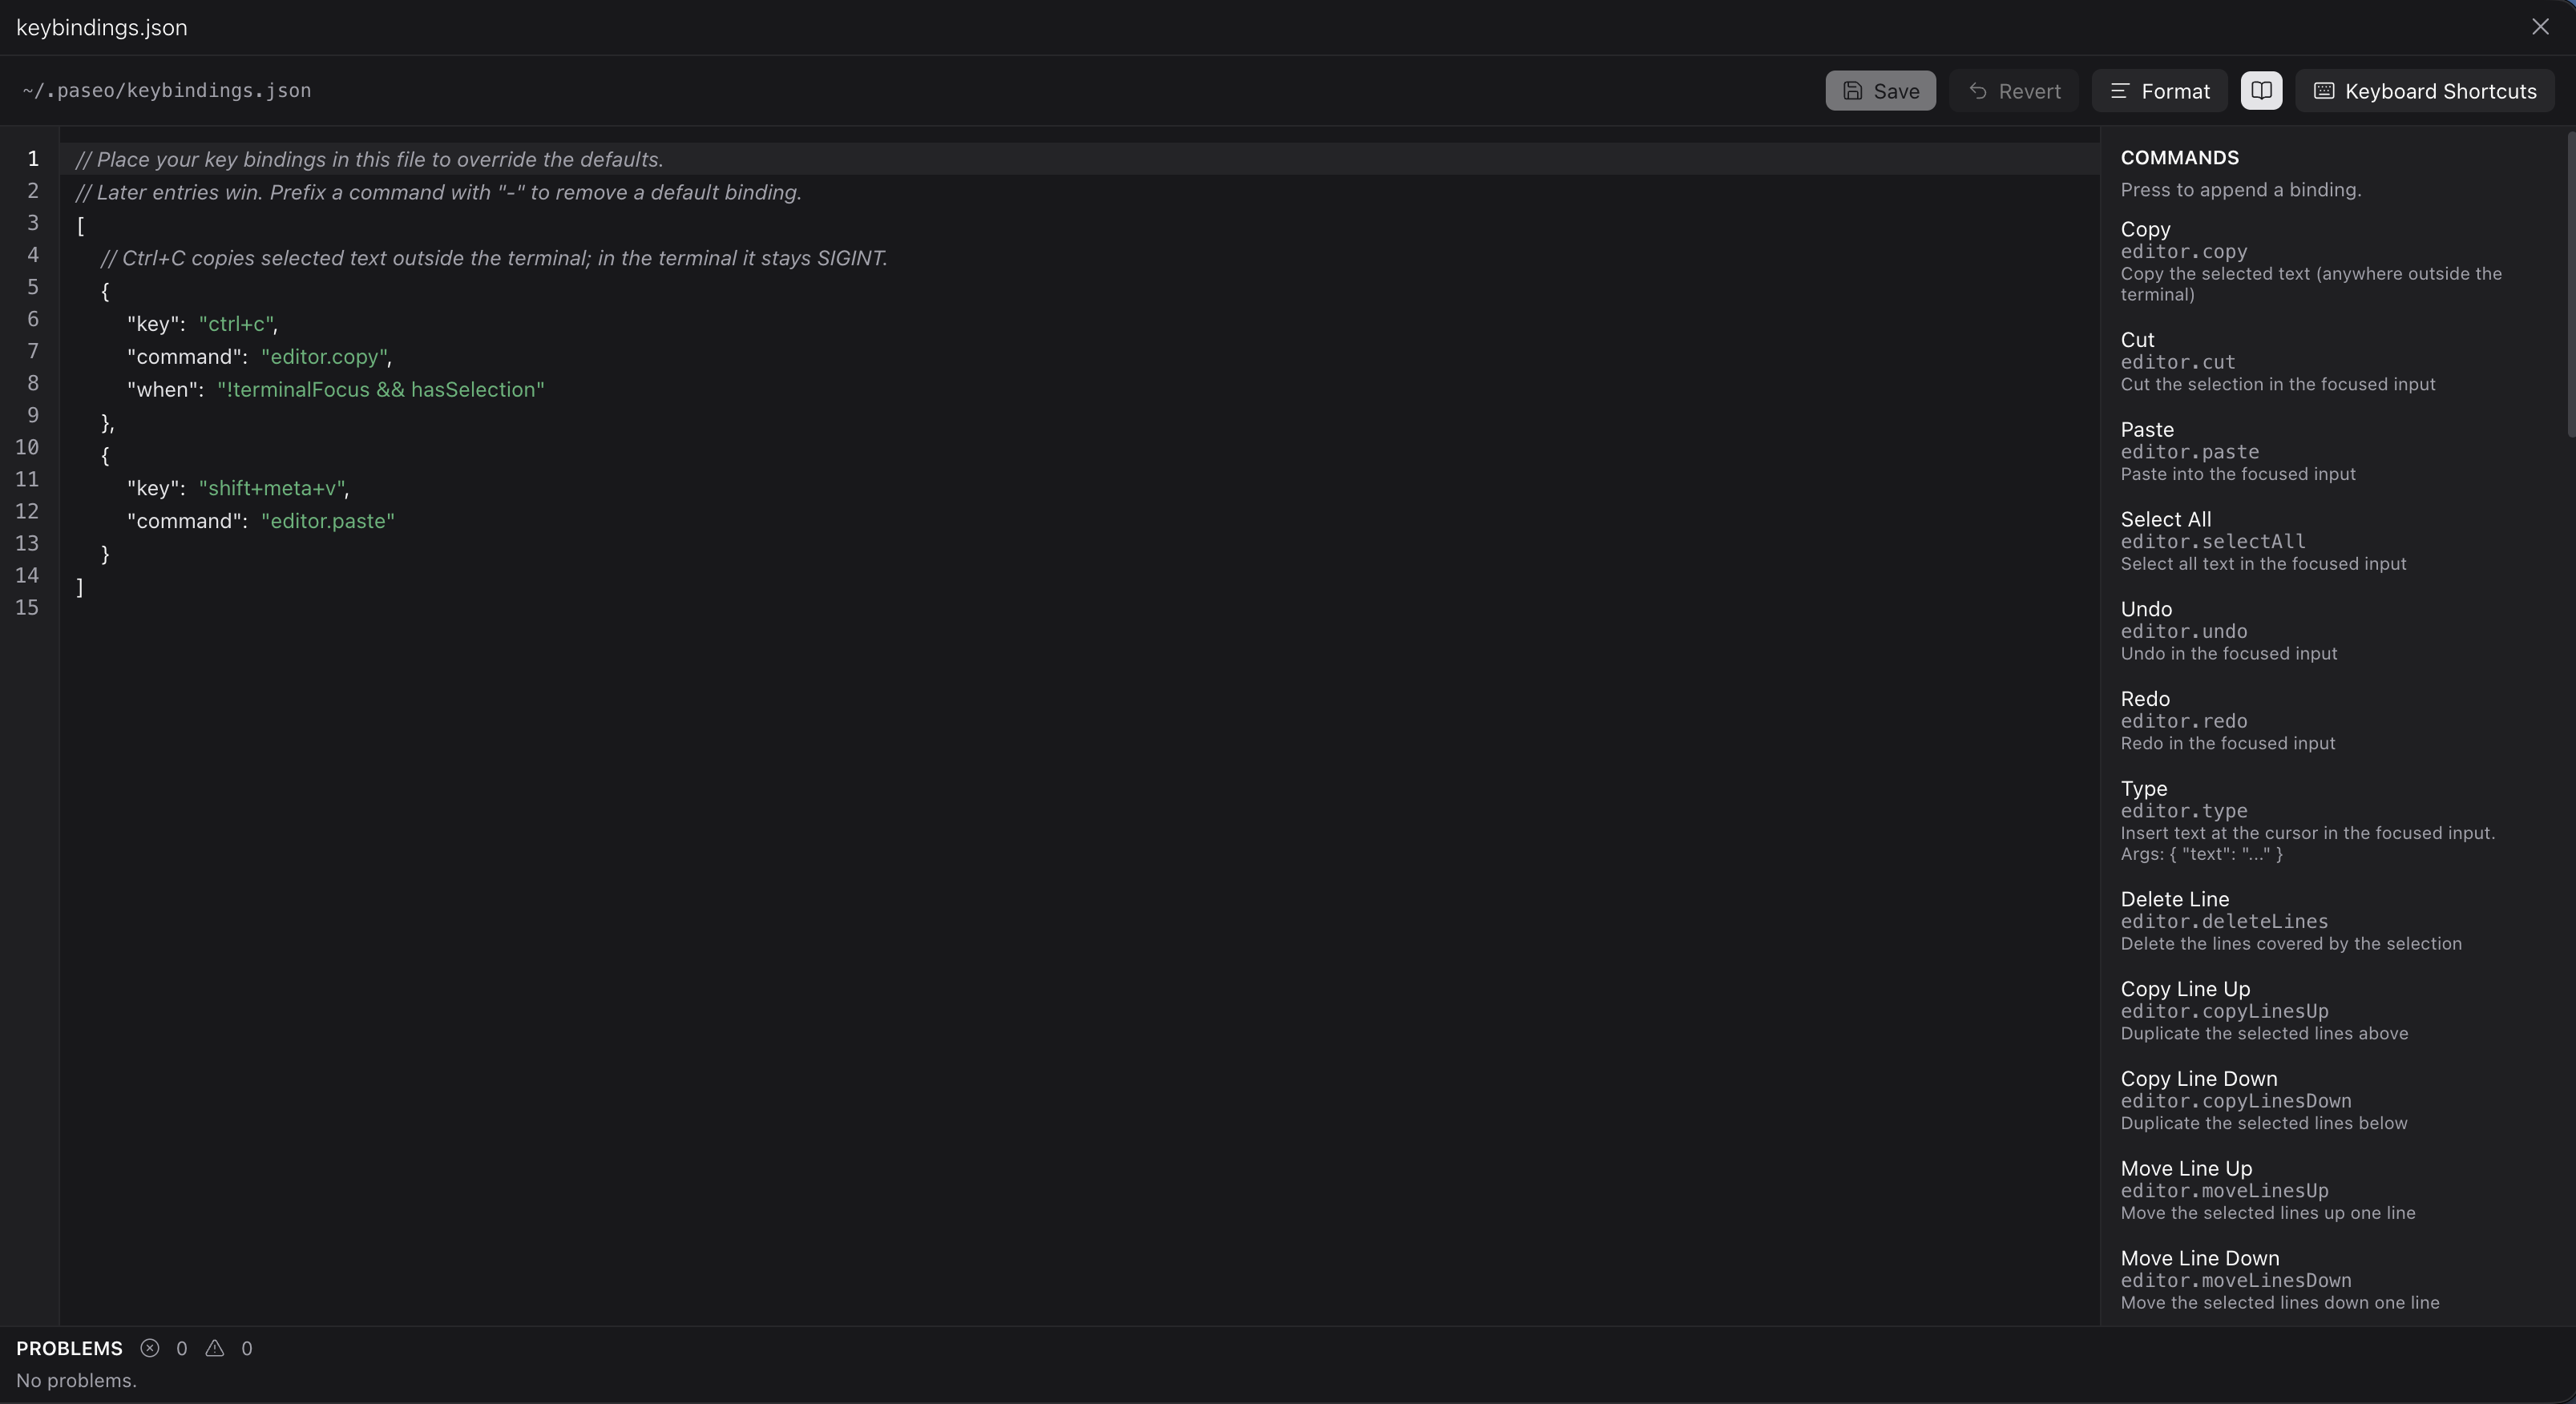 keybindings.json
~/.paseo/keybindings.json
Save
Revert
Format
Keyboard Shortcuts
1 // Place your key bindings in this file to override the defaults.
2 // Later entries win. Prefix a command with "-" to remove a default binding.
3 [
4 // Ctrl+C copies selected text outside the terminal; in the terminal it stays SIGINT.
5 {
6 "key": "ctrl+c",
7 "command": "editor.copy",
8 "when": "!terminalFocus && hasSelection"
9 },
10 {
11 "key": "shift+meta+v",
12 "command": "editor.paste"
13 }
14 ]
15
COMMANDS
Press to append a binding.
Copy
editor.copy
Copy the selected text (anywhere outside the
terminal)
Cut
editor.cut
Cut the selection in the focused input
Paste
editor.paste
Paste into the focused input
Select All
editor.selectAll
Select all text in the focused input
Undo
editor.undo
Undo in the focused input
Redo
editor.redo
Redo in the focused input
Type
editor.type
Insert text at the cursor in the focused input.
Args: { "text": "..." }
Delete Line
editor.deleteLines
Delete the lines covered by the selection
Copy Line Up
editor.copyLinesUp
Duplicate the selected lines above
Copy Line Down
editor.copyLinesDown
Duplicate the selected lines below
Move Line Up
editor.moveLinesUp
Move the selected lines up one line
Move Line Down
editor.moveLinesDown
Move the selected lines down one line
PROBLEMS 0 0
No problems.